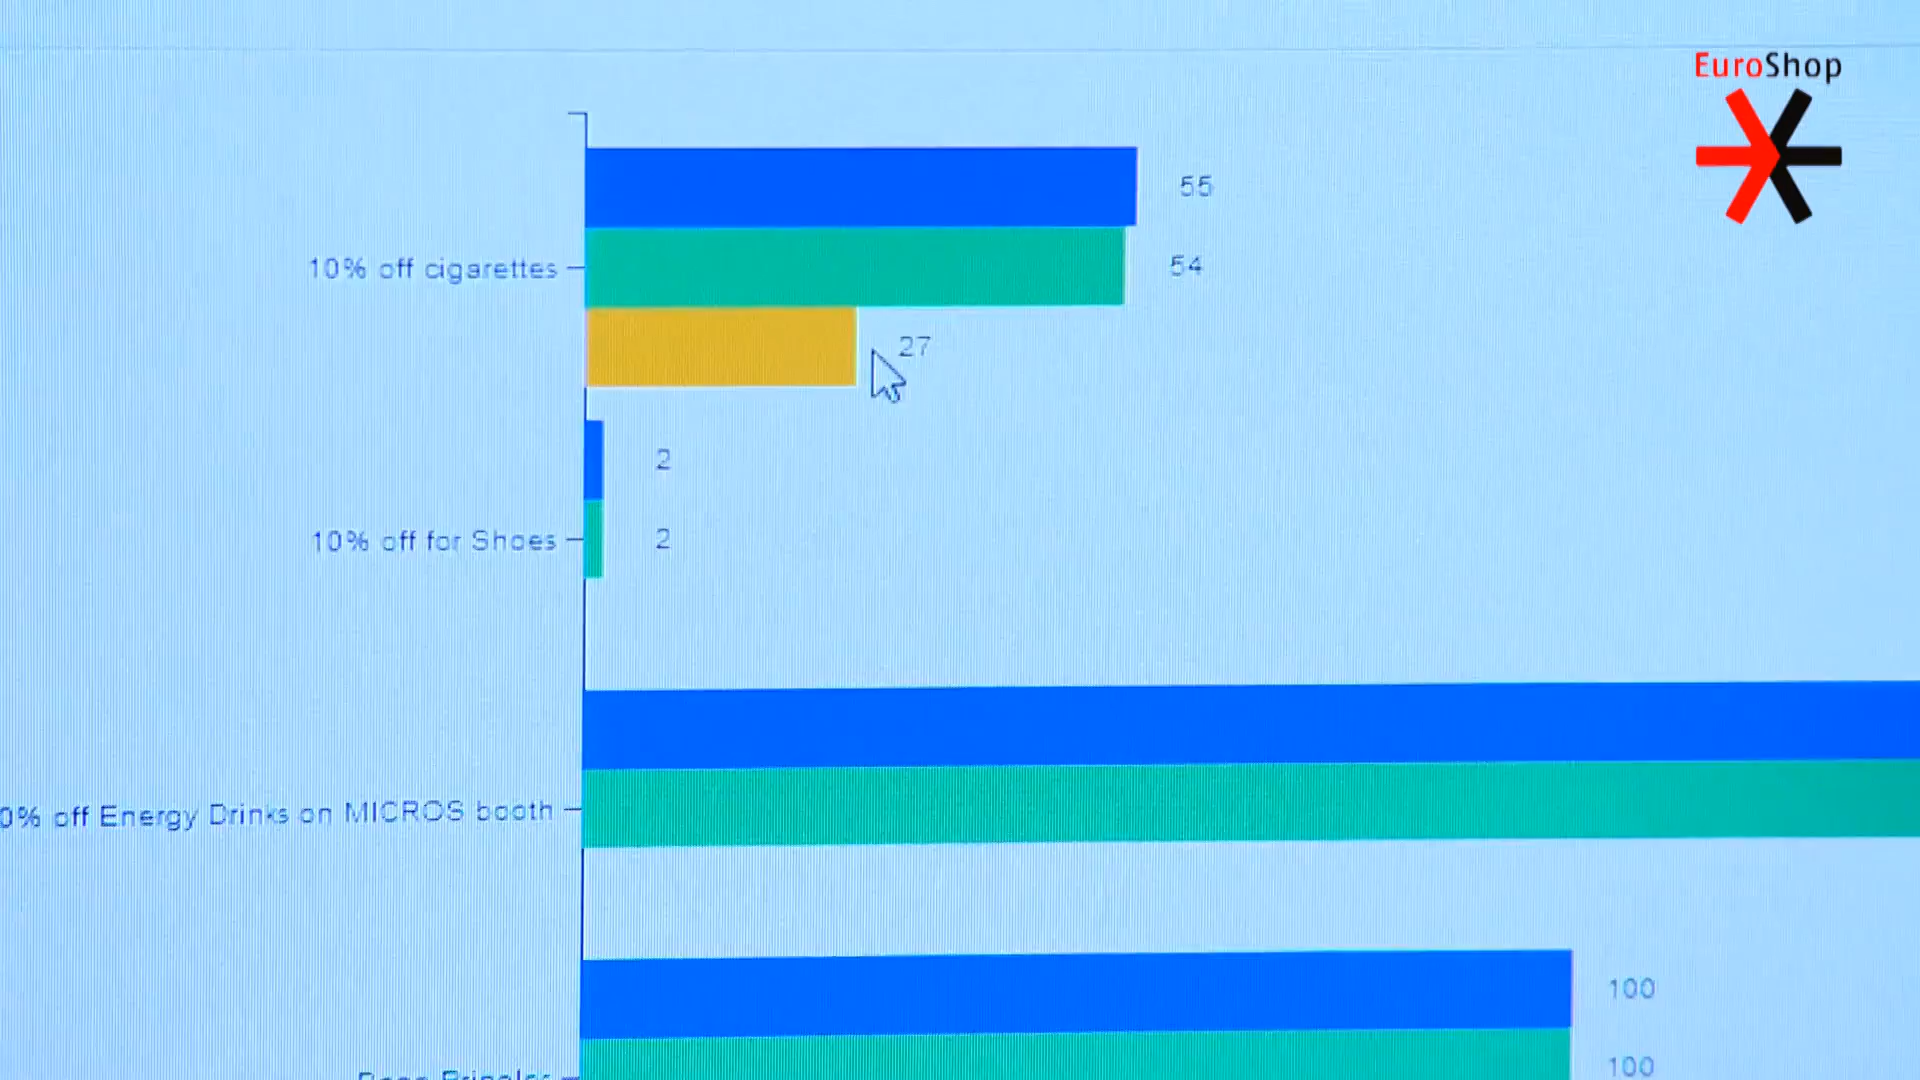 EuroShop
55
10% off cigarettes
54
27
2
10% off for Shoes
2
0% off Energy Drinks on MICROS booth
100
100